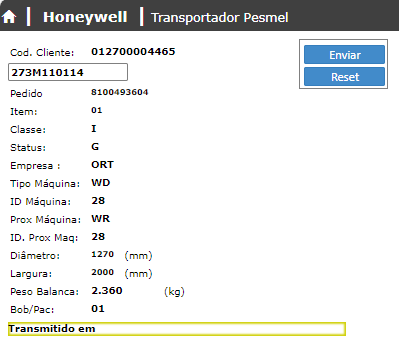 Honeywell | Transportador Pesmel
Cod. Cliente: 012700004465
Enviar
273M110114
Reset
Pedido 8100493604
Item: 01
Classe: I
Status: G
Empresa : ORT
Tipo Máquina: WD
ID Máquina: 28
Prox Máquina: WR
ID. Prox Maq: 28
Diâmetro: 1270 (mm)
Largura: 2000 (mm)
Peso Balanca: 2.360 (kg)
Bob/Pac: 01
Transmitido em